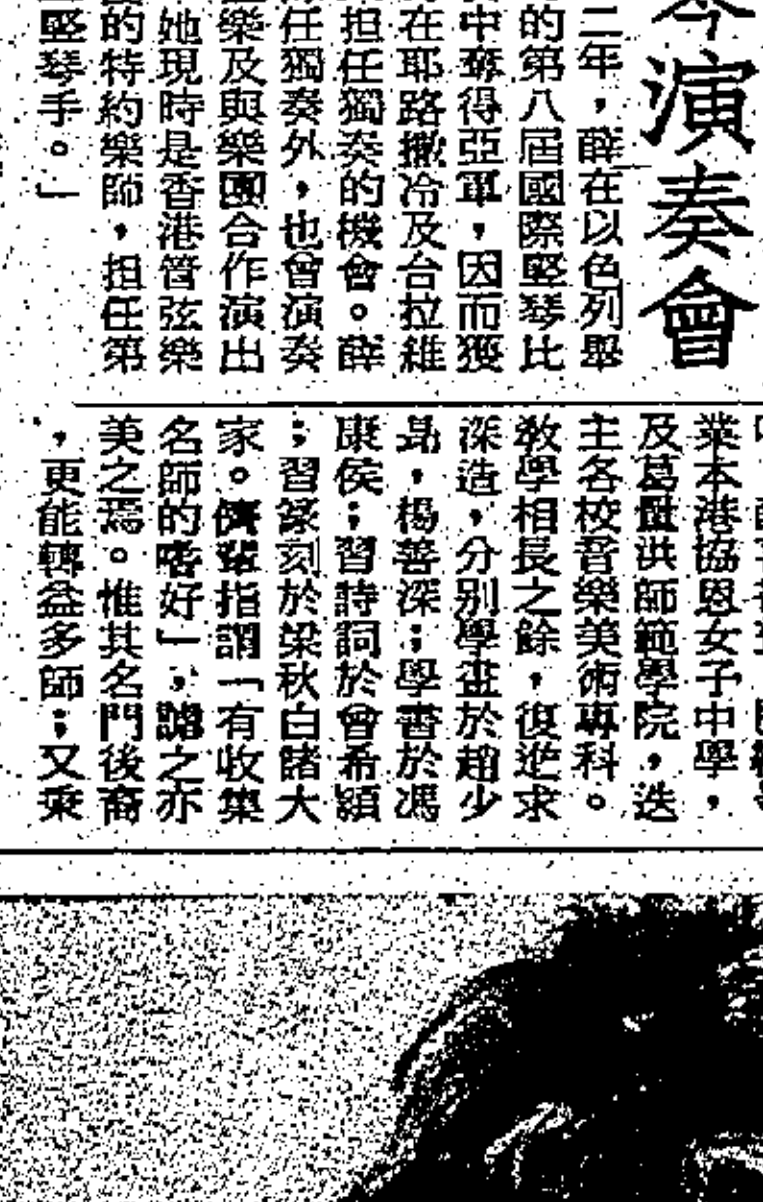 琴演奏會
二年,薛在以色列舉
的第八屆國際豎琴比
中奪得亞軍,因而獲
在耶路撒冷及台拉維
担任獨奏的機會。薛
任獨奏外,也會演奏
樂及與樂團合作演出
她現時是香港管弦樂
的特約樂師,担任第
豎琴手。」
業本港協恩女子中學,
及葛量洪師範學院,迭
主各校音樂美術專科。
教學相長之餘,復進求
深造,分別學畫於趙少
昻,楊善深;學書於馮
康侯;習詩詞於曾希穎
;習篆刻於梁秋白諸大
家。儕輩指謂「有收集
名師的嗜好」,謔之亦
美之焉。惟其名門後裔
,更能轉益多師;又秉